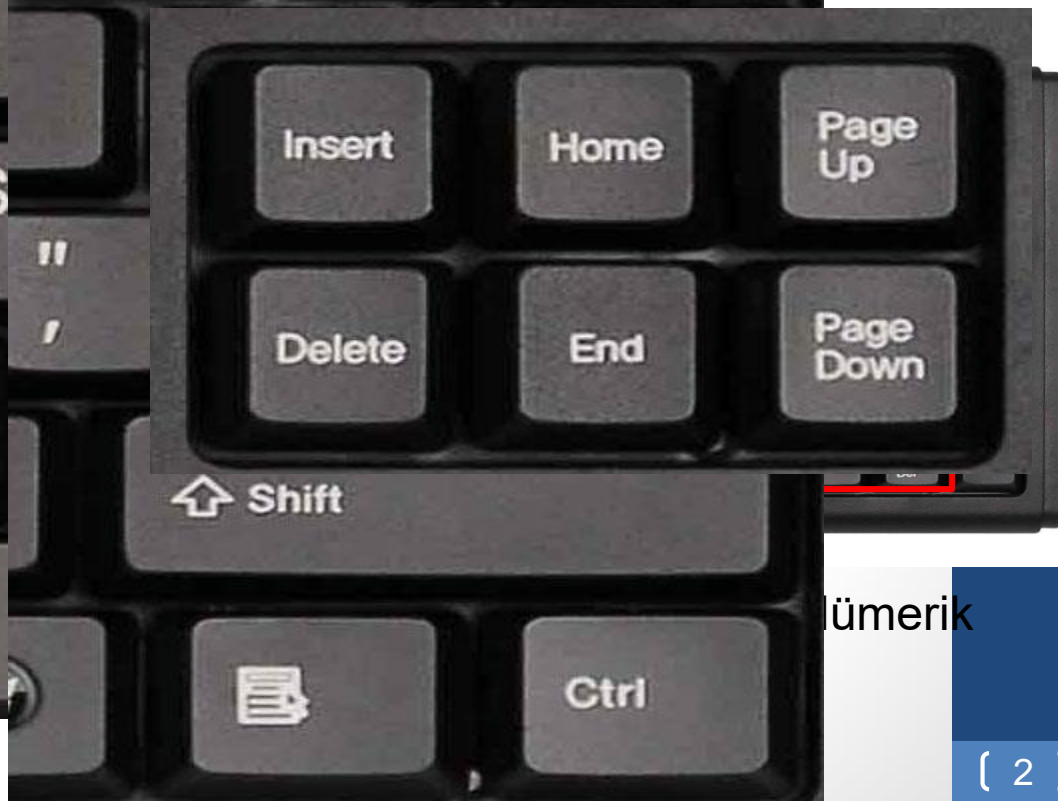 Insert Home Page Up
Delete End Page Down
"
,
Shift
Ctrl
lümerik
2